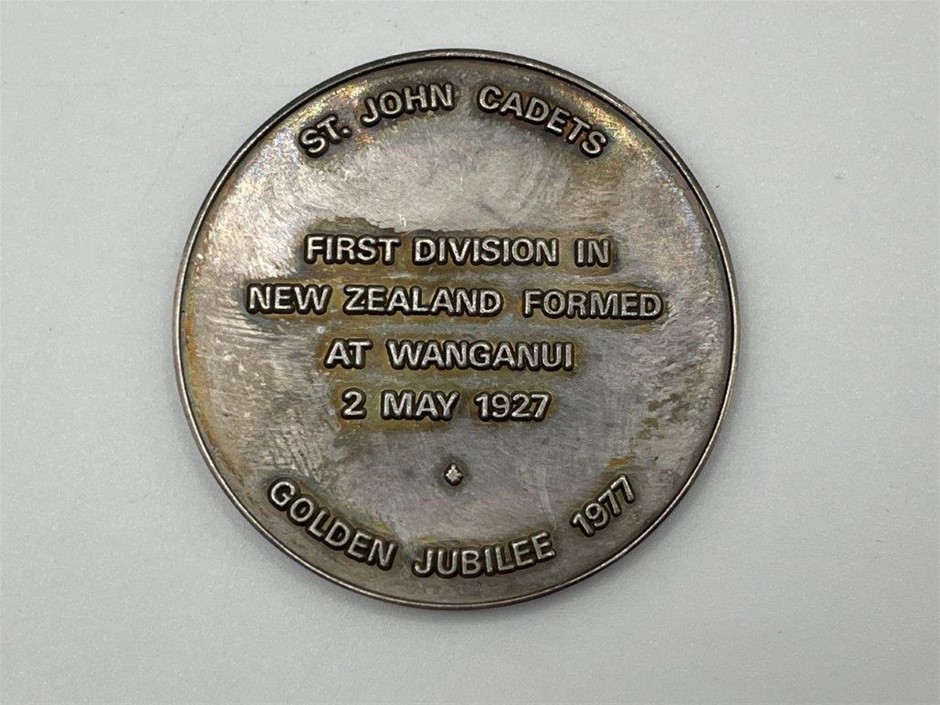 ST. JOHN CADETS
FIRST DIVISION IN
NEW ZEALAND FORMED
AT WANGANUI
2 MAY 1927
GOLDEN JUBILEE 1977